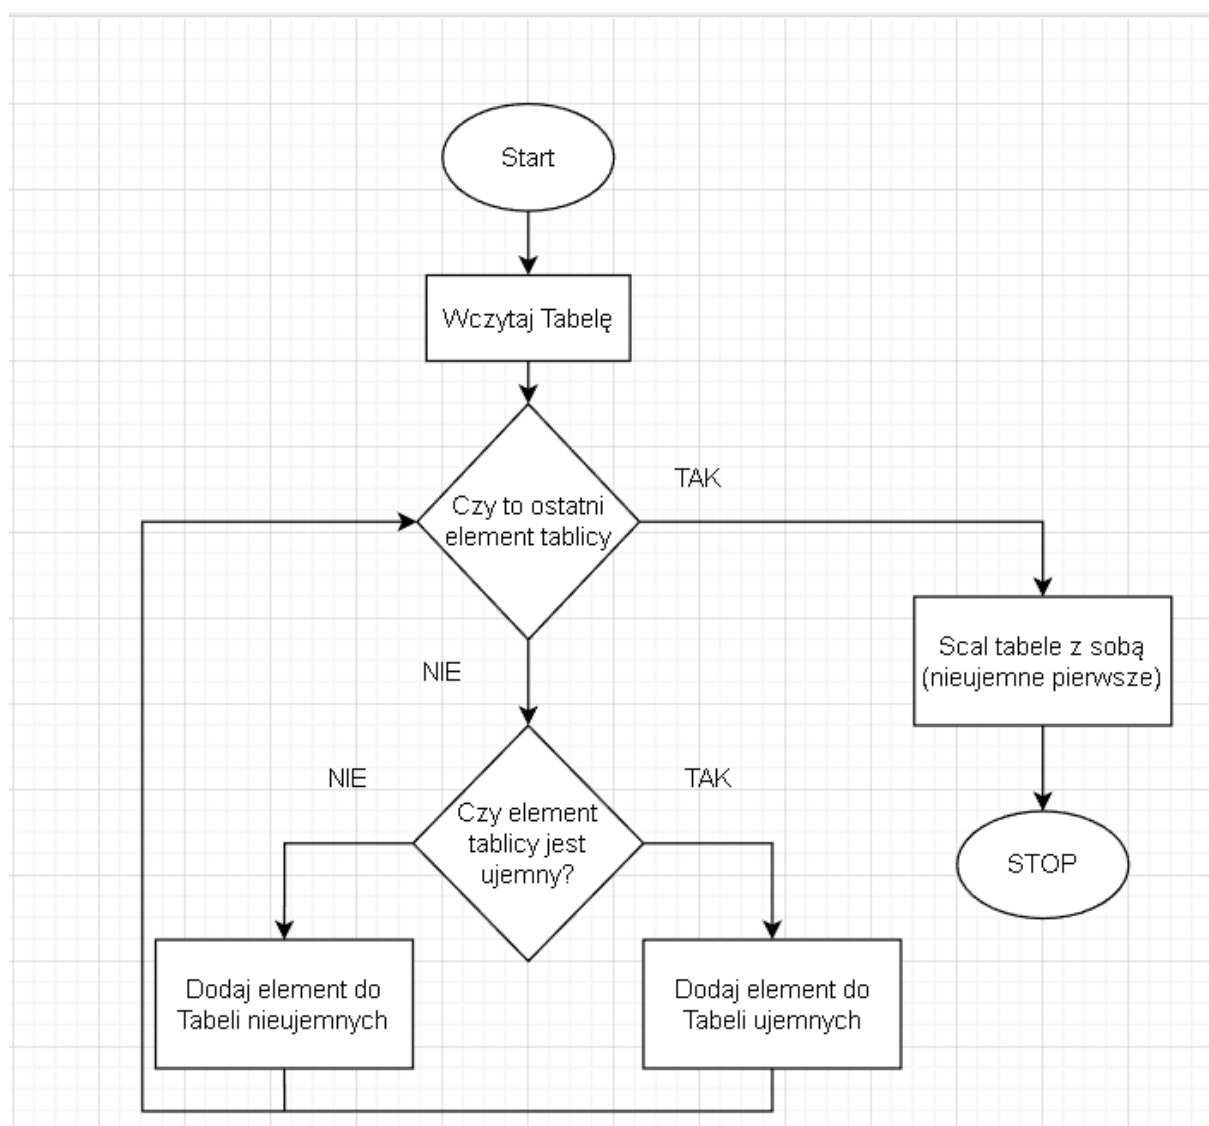 Start
Wczytaj Tabelę
TAK
Czy to ostatni
element tablicy
Scal tabele z sobą
(nieujemne pierwsze)
NIE
NIE
TAK
Czy element
tablicy jest
ujemny?
STOP
Dodaj element do
Tabeli nieujemnych
Dodaj element do
Tabeli ujemnych